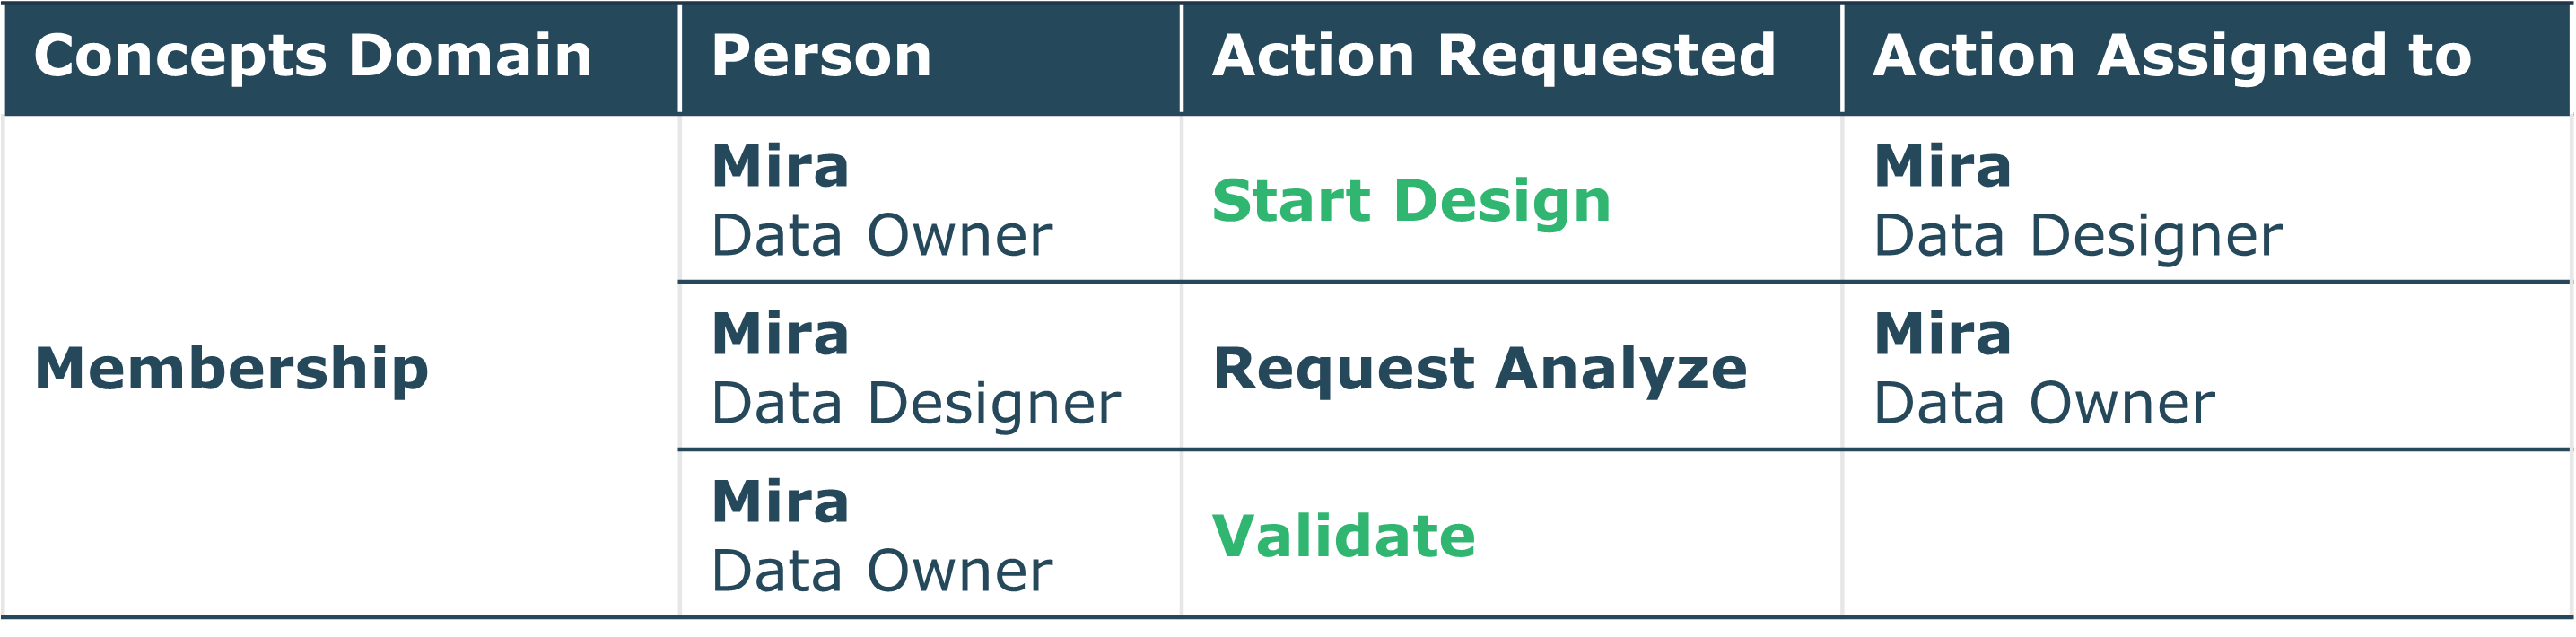 Concepts Domain
Person
Action Requested
Action Assigned to
Membership
Mira
Data Owner
Start Design
Mira
Data Designer
Mira
Data Designer
Request Analyze
Mira
Data Owner
Mira
Data Owner
Validate